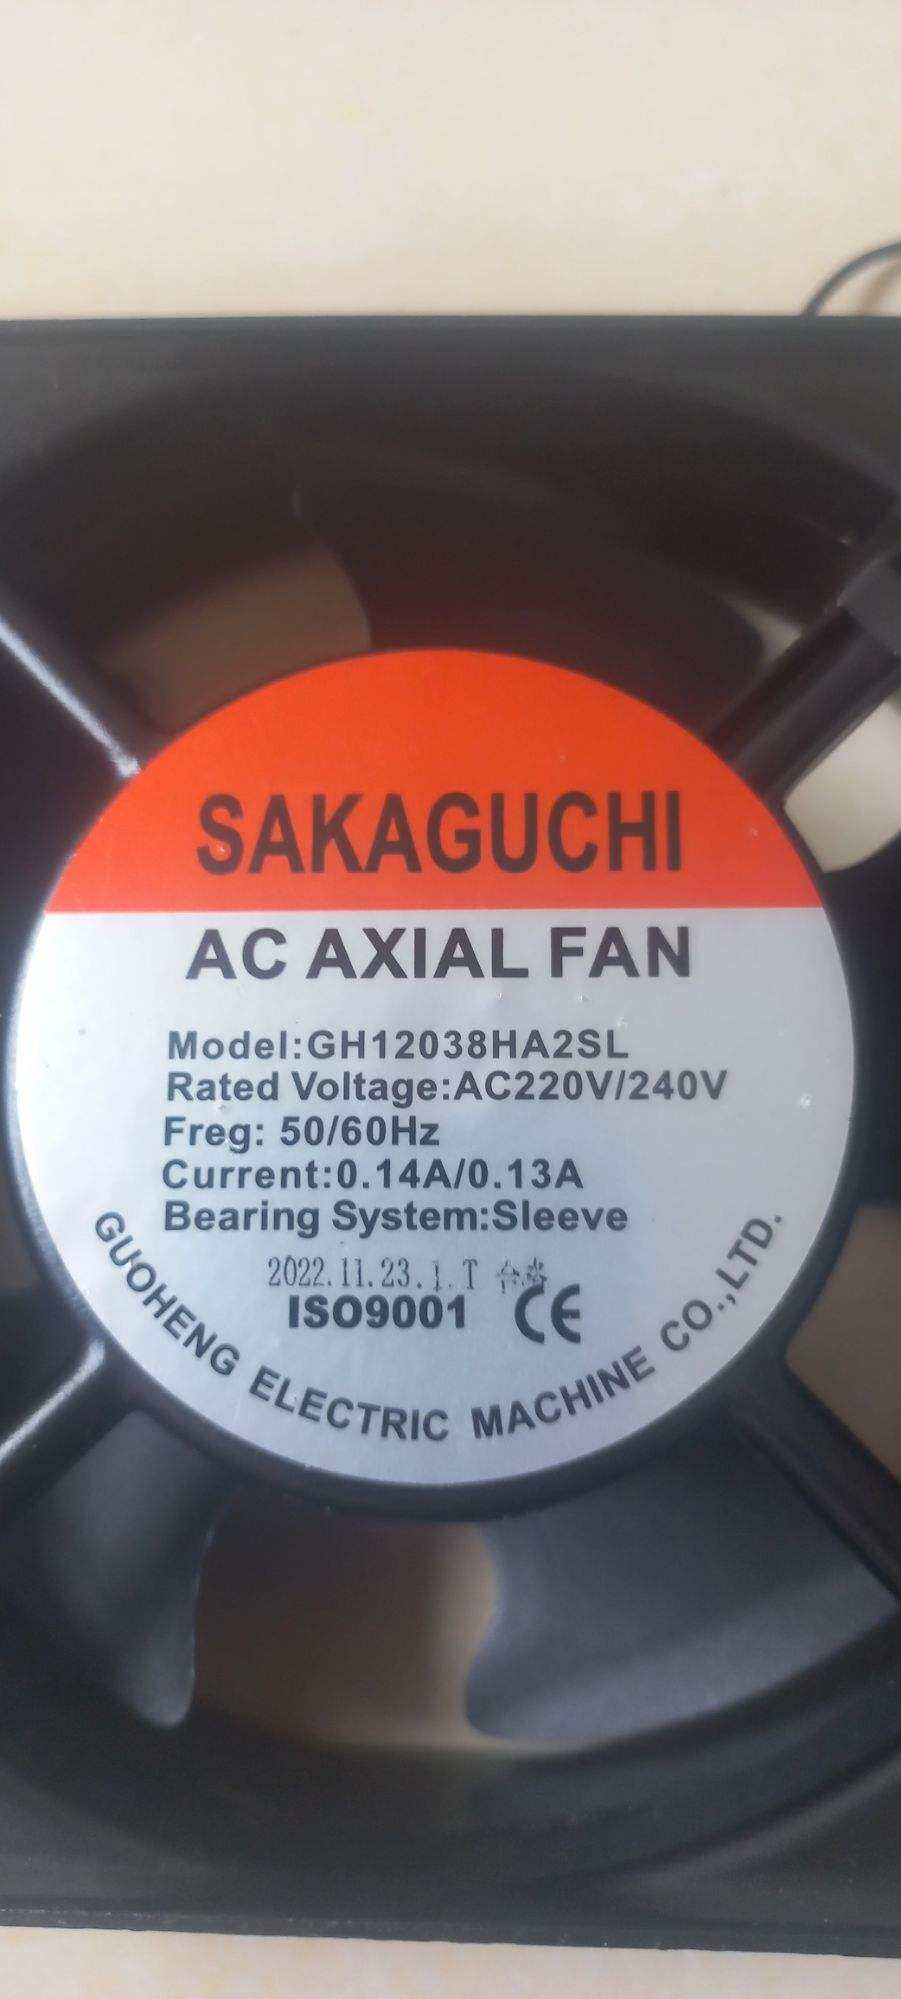 SAKAGUCHI
AC AXIAL FAN
Model:GH12038HA2SL
Rated Voltage:AC220V/240V
Freg: 50/60Hz
Current:0.14A/0.13A
Bearing System:Sleeve
2022.11.23.1.T 合格
ISO9001 CE
GUOHENG ELECTRIC MACHINE CO.,LTD.